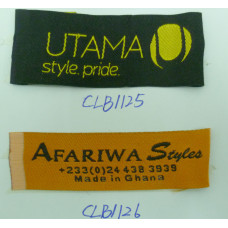 UTAMA
style. pride.
CLB1125
AFARIWA Styles
+233(0)24 438 3939
Made in Ghana
CLB1126